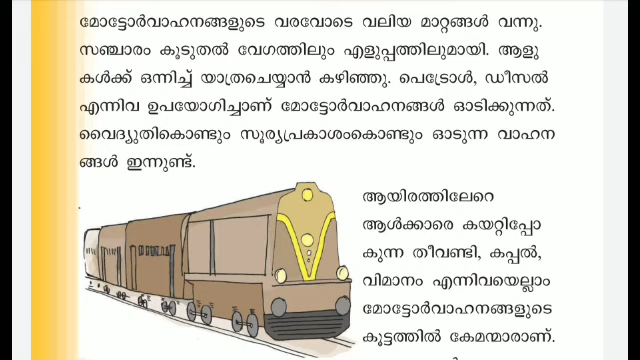 മോട്ടോർവാഹനങ്ങളുടെ വരവോടെ വലിയ മാറ്റങ്ങൾ വന്നു.
സഞ്ചാരം കൂടുതൽ വേഗത്തിലും എളുപ്പത്തിലുമായി. ആളു
കൾക്ക് ഒന്നിച്ച് യാത്രചെയ്യാൻ കഴിഞ്ഞു. പെട്രോൾ, ഡീസൽ
എന്നിവ ഉപയോഗിച്ചാണ് മോട്ടോർവാഹനങ്ങൾ ഓടിക്കുന്നത്.
വൈദ്യുതികൊണ്ടും സൂര്യപ്രകാശംകൊണ്ടും ഓടുന്ന വാഹന
ങ്ങൾ ഇന്നുണ്ട്.
ആയിരത്തിലേറെ
ആൾക്കാരെ കയറ്റിപ്പോ
കുന്ന തീവണ്ടി, കപ്പൽ,
വിമാനം എന്നിവയെല്ലാം
മോട്ടോർവാഹനങ്ങളുടെ
കൂട്ടത്തിൽ കേമന്മാരാണ്.